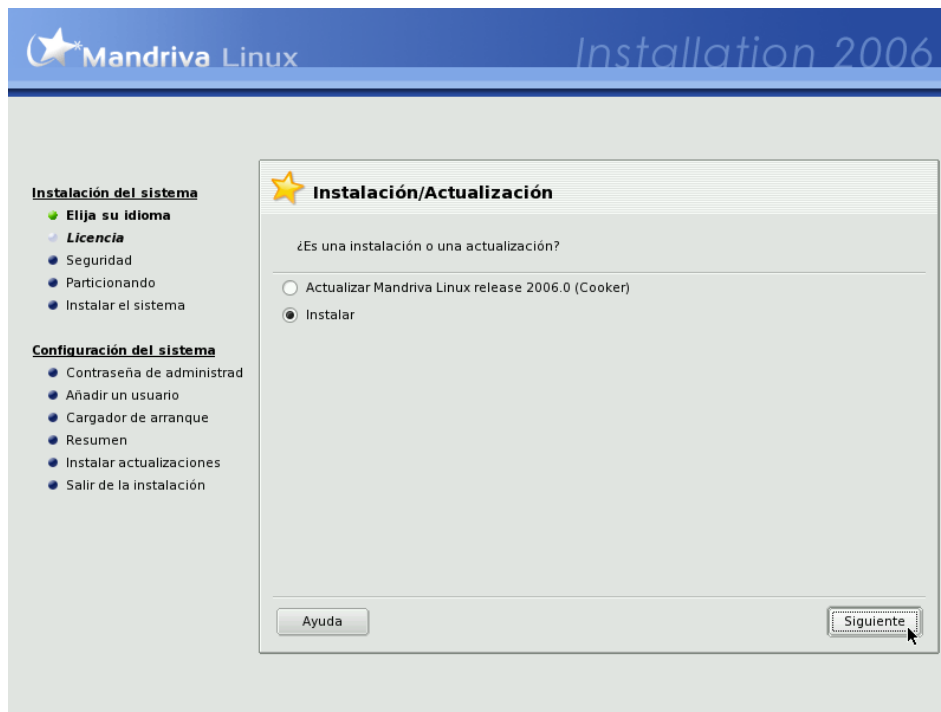 Mandriva Linux
Installation 2006
Instalación del sistema
Elija su idioma
Licencia
Seguridad
Particionando
Instalar el sistema
Configuración del sistema
Contraseña de administrad
Añadir un usuario
Cargador de arranque
Resumen
Instalar actualizaciones
Salir de la instalación
Instalación/Actualización
¿Es una instalación o una actualización?
Actualizar Mandriva Linux release 2006.0 (Cooker)
Instalar
Ayuda
Siguiente